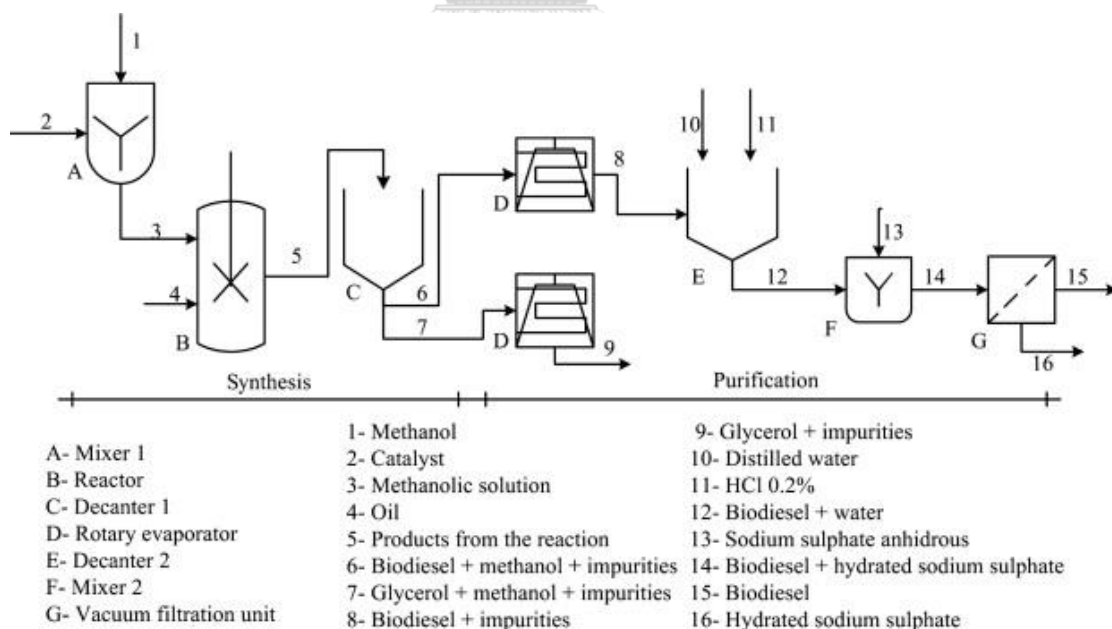 1
2
A
3
4
B
5
C
6
7
D
8
D
9
10
11
E
12
13
F
14
G
15
16
Synthesis
Purification
A- Mixer 1
B- Reactor
C- Decanter 1
D- Rotary evaporator
E- Decanter 2
F- Mixer 2
G- Vacuum filtration unit
1- Methanol
2- Catalyst
3- Methanolic solution
4- Oil
5- Products from the reaction
6- Biodiesel + methanol + impurities
7- Glycerol + methanol + impurities
8- Biodiesel + impurities
9- Glycerol + impurities
10- Distilled water
11- HCl 0.2%
12- Biodiesel + water
13- Sodium sulphate anhidrous
14- Biodiesel + hydrated sodium sulphate
15- Biodiesel
16- Hydrated sodium sulphate